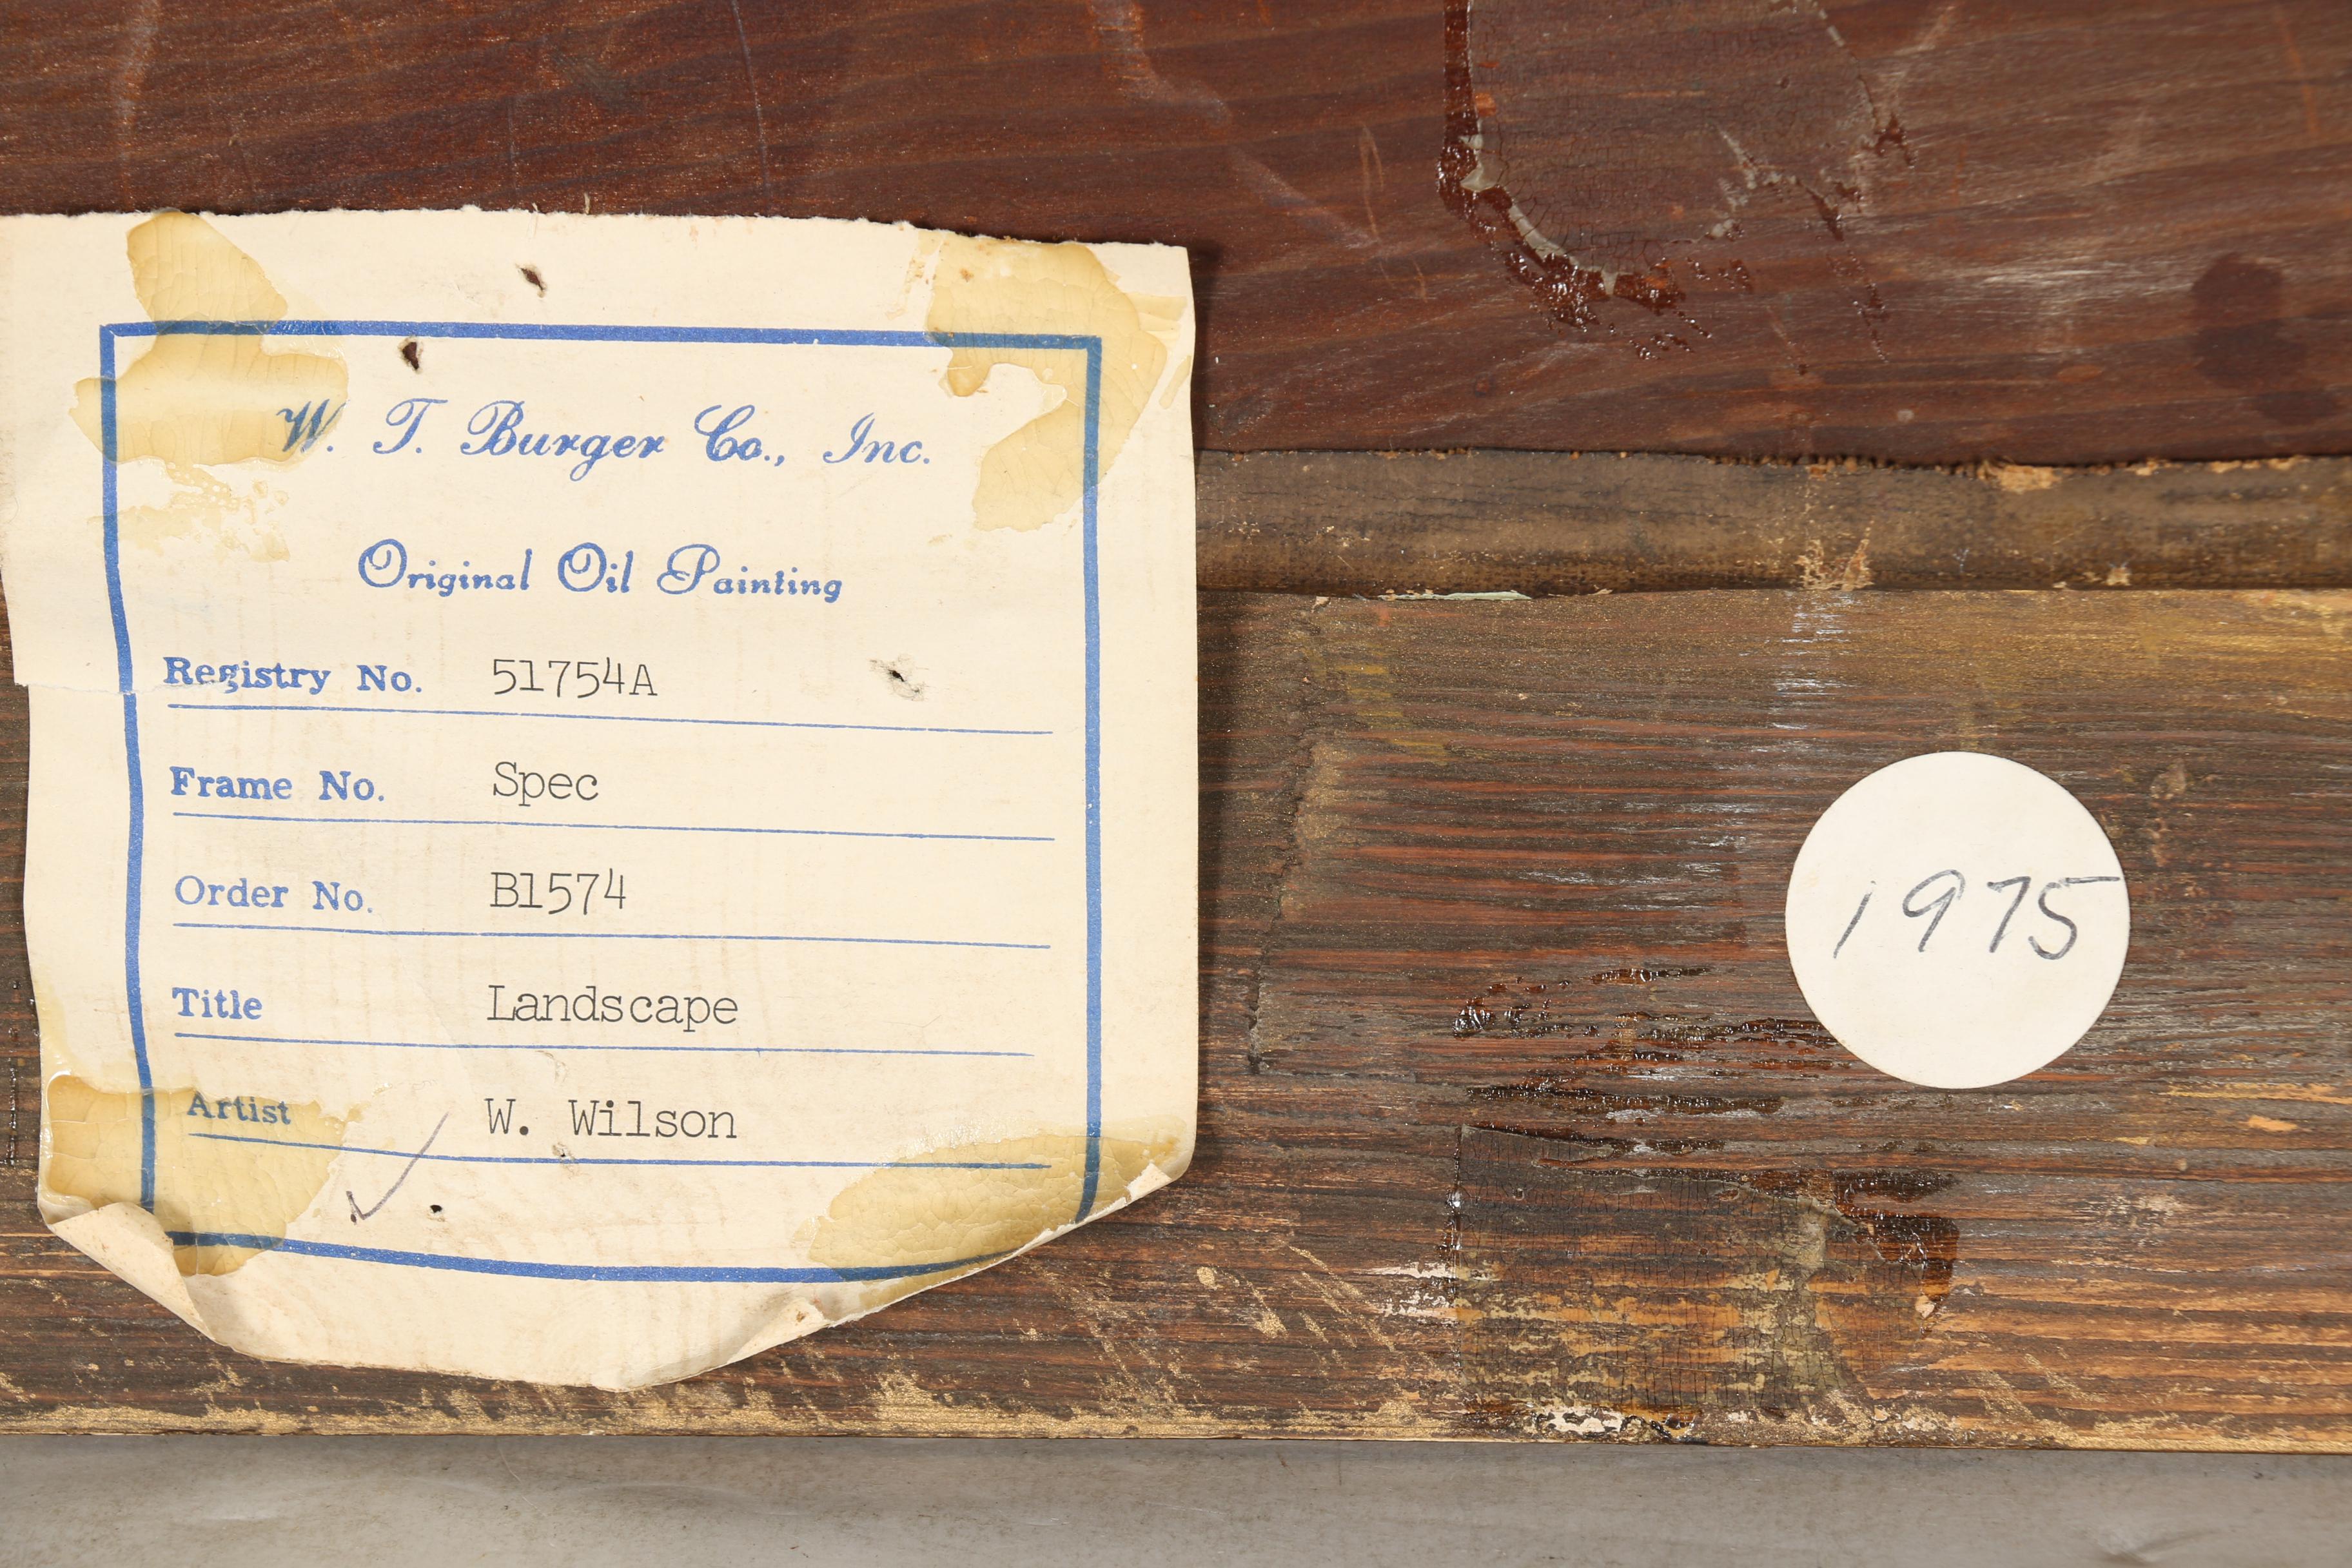 W. T. Burger Co., Inc.
Original Oil Painting
Registry No. 51754A
Frame No. Spec
Order No. B1574
Title Landscape
Artist W. Wilson
1975